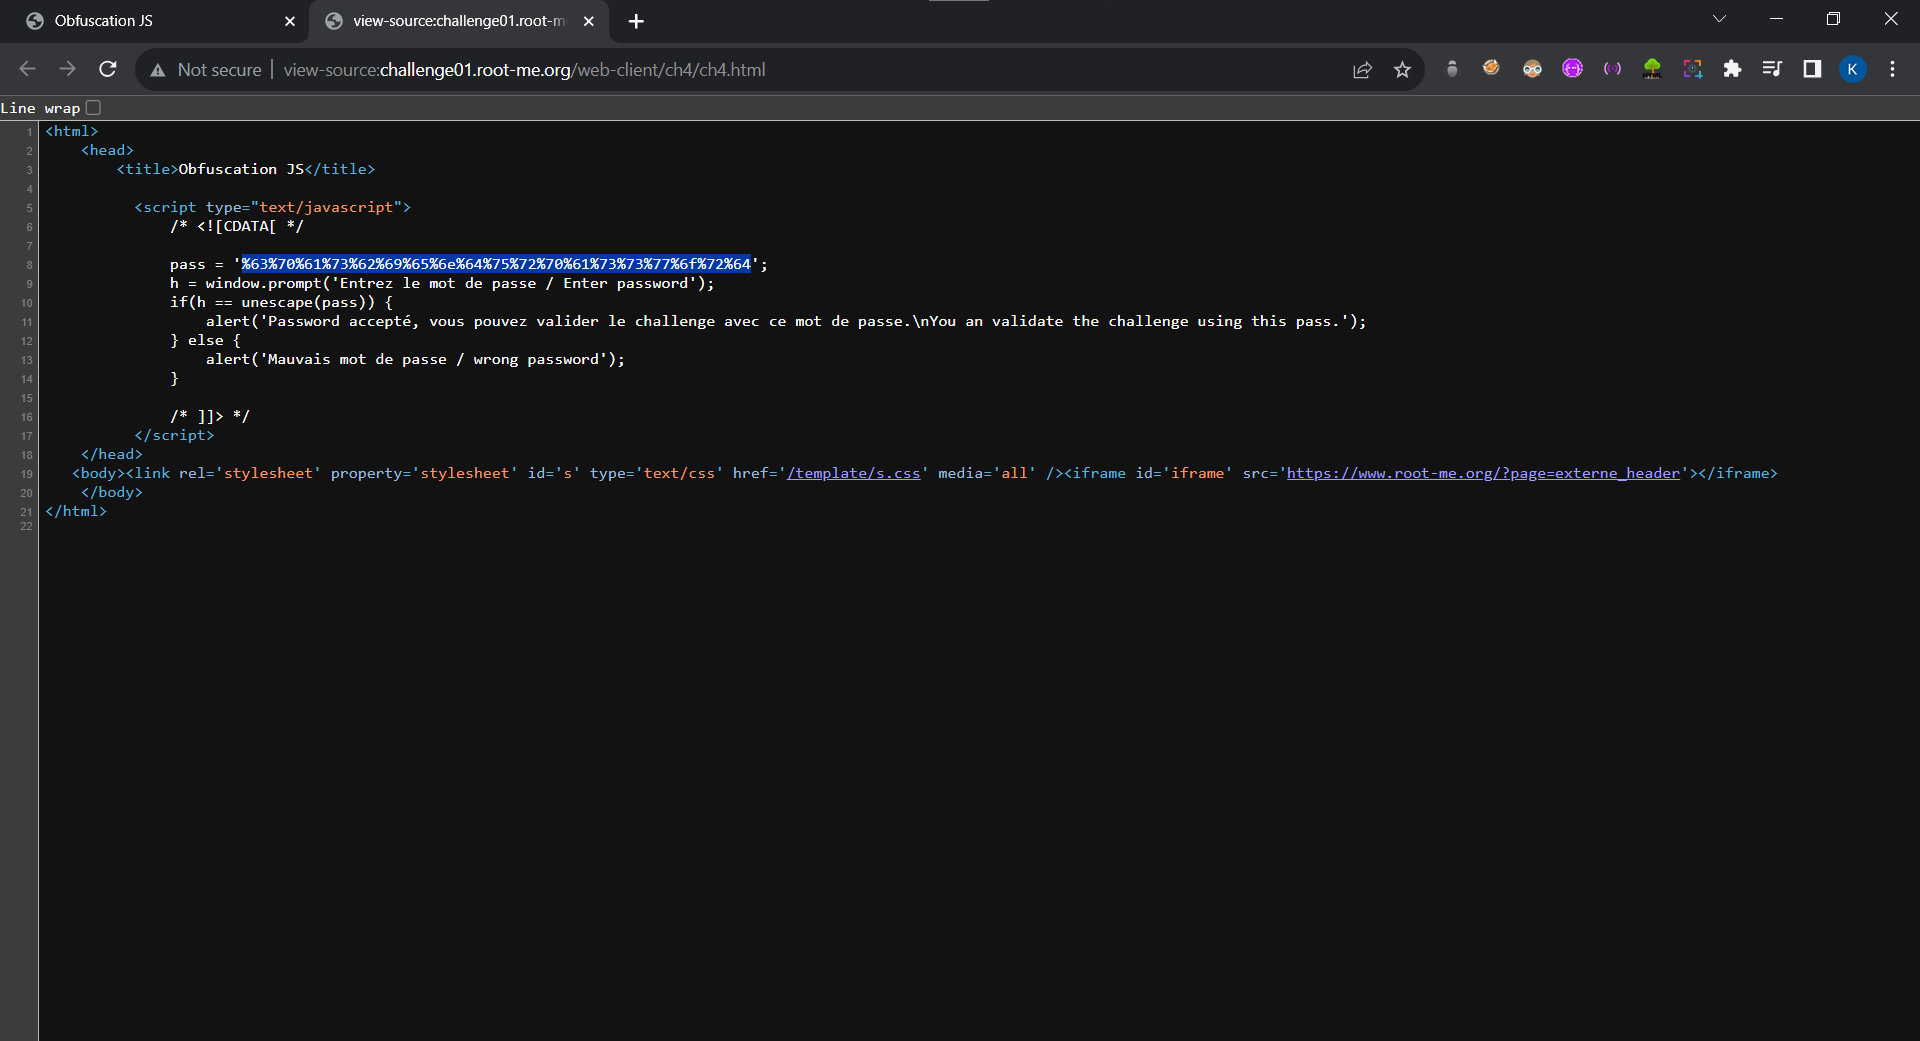 Obfuscation JS
view-source:challenge01.root-m
Not secure | view-source:challenge01.root-me.org/web-client/ch4/ch4.html
K
Line wrap
1 <html>
2 <head>
3 <title>Obfuscation JS</title>
4
5 <script type="text/javascript">
6 /* <![CDATA[ */
7
8 pass = '%63%70%61%73%62%69%65%6e%64%75%72%70%61%73%73%77%6f%72%64';
9 h = window.prompt('Entrez le mot de passe / Enter password');
10 if(h == unescape(pass)) {
11 alert('Password accepté, vous pouvez valider le challenge avec ce mot de passe.\nYou an validate the challenge using this pass.');
12 } else {
13 alert('Mauvais mot de passe / wrong password');
14 }
15
16 /* ]]> */
17 </script>
18 </head>
19 <body><link rel='stylesheet' property='stylesheet' id='s' type='text/css' href='/template/s.css' media='all' /><iframe id='iframe' src='https://www.root-me.org/?page=externe_header'></iframe>
20 </body>
21 </html>
22